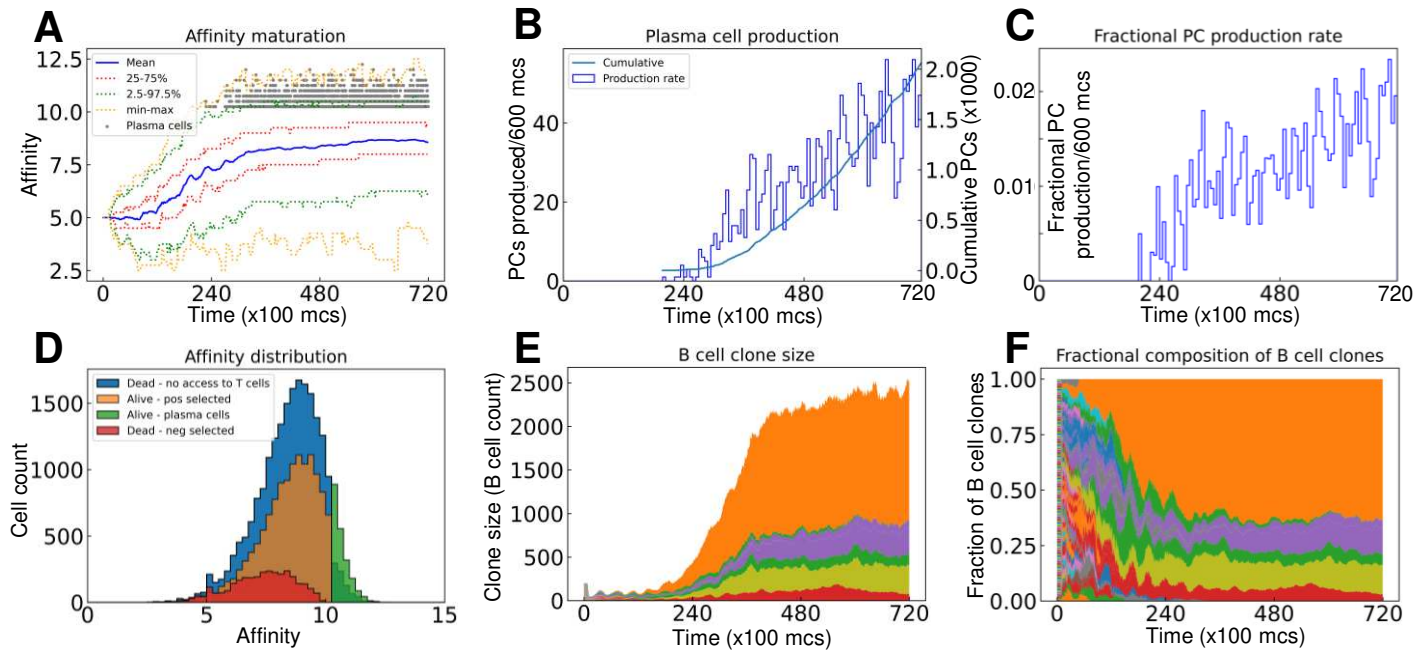 A
Affinity maturation
12.5
10.0
7.5
5.0
2.5
Affinity
Mean
25-75%
2.5-97.5%
min-max
Plasma cells
0
240
480
720
Time (x100 mcs)
B
Plasma cell production
PCs produced/600 mcs
40
20
0
Cumulative
Production rate
2.0
1.5
1.0
0.5
0.0
Cumulative PCs (x1000)
0
240
480
720
Time (x100 mcs)
C
Fractional PC production rate
0.02
0.01
0
Fractional PC
production/600 mcs
0
240
480
720
Time (x100 mcs)
D
Affinity distribution
Cell count
1500
1000
500
0
Dead - no access to T cells
Alive - pos selected
Alive - plasma cells
Dead - neg selected
0
5
10
15
Affinity
E
B cell clone size
Clone size (B cell count)
2500
2000
1500
1000
500
0
0
240
480
720
Time (x100 mcs)
F
Fractional composition of B cell clones
Fraction of B cell clones
1.00
0.75
0.50
0.25
0.00
0
240
480
720
Time (x100 mcs)